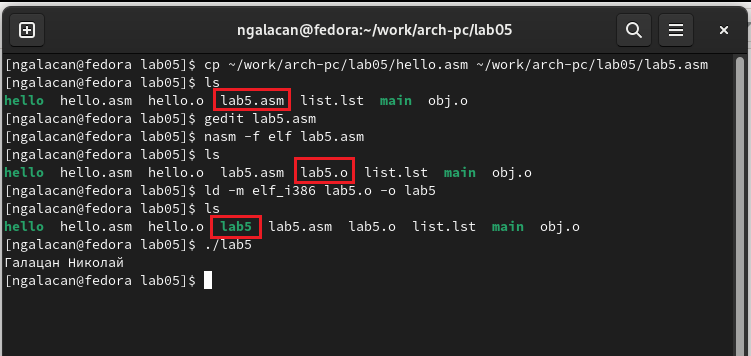 ngalacan@fedora:~/work/arch-pc/lab05
[ngalacan@fedora lab05]$ cp ~/work/arch-pc/lab05/hello.asm ~/work/arch-pc/lab05/lab5.asm
[ngalacan@fedora lab05]$ ls
hello  hello.asm  hello.o  lab5.asm  list.lst  main  obj.o
[ngalacan@fedora lab05]$ gedit lab5.asm
[ngalacan@fedora lab05]$ nasm -f elf lab5.asm
[ngalacan@fedora lab05]$ ls
hello  hello.asm  hello.o  lab5.asm  lab5.o  list.lst  main  obj.o
[ngalacan@fedora lab05]$ ld -m elf_i386 lab5.o -o lab5
[ngalacan@fedora lab05]$ ls
hello  hello.asm  hello.o  lab5  lab5.asm  lab5.o  list.lst  main  obj.o
[ngalacan@fedora lab05]$ ./lab5
Галацан Николай
[ngalacan@fedora lab05]$